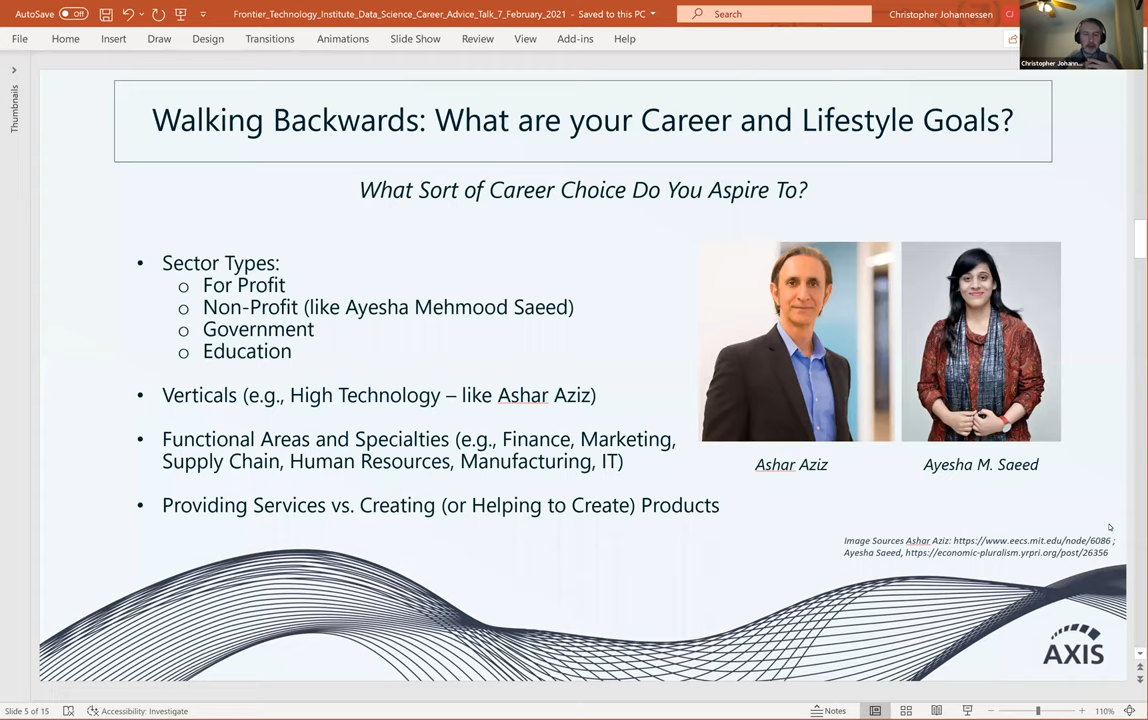 AutoSave Off
Frontier_Technology_Institute_Data_Science_Career_Advice_Talk_7_February_2021 - Saved to this PC
Search
Christopher Johannessen CJ
File Home Insert Draw Design Transitions Animations Slide Show Review View Add-ins Help
Christopher Johann...
Thumbnails
Walking Backwards: What are your Career and Lifestyle Goals?
What Sort of Career Choice Do You Aspire To?
• Sector Types:
o For Profit
o Non-Profit (like Ayesha Mehmood Saeed)
o Government
o Education
• Verticals (e.g., High Technology – like Ashar Aziz)
• Functional Areas and Specialties (e.g., Finance, Marketing,
Supply Chain, Human Resources, Manufacturing, IT)
• Providing Services vs. Creating (or Helping to Create) Products
Ashar Aziz
Ayesha M. Saeed
Image Sources Ashar Aziz: https://www.eecs.mit.edu/node/6086 ;
Ayesha Saeed, https://economic-pluralism.yrpri.org/post/26356
AXIS
Slide 5 of 15 Accessibility: Investigate Notes 110%